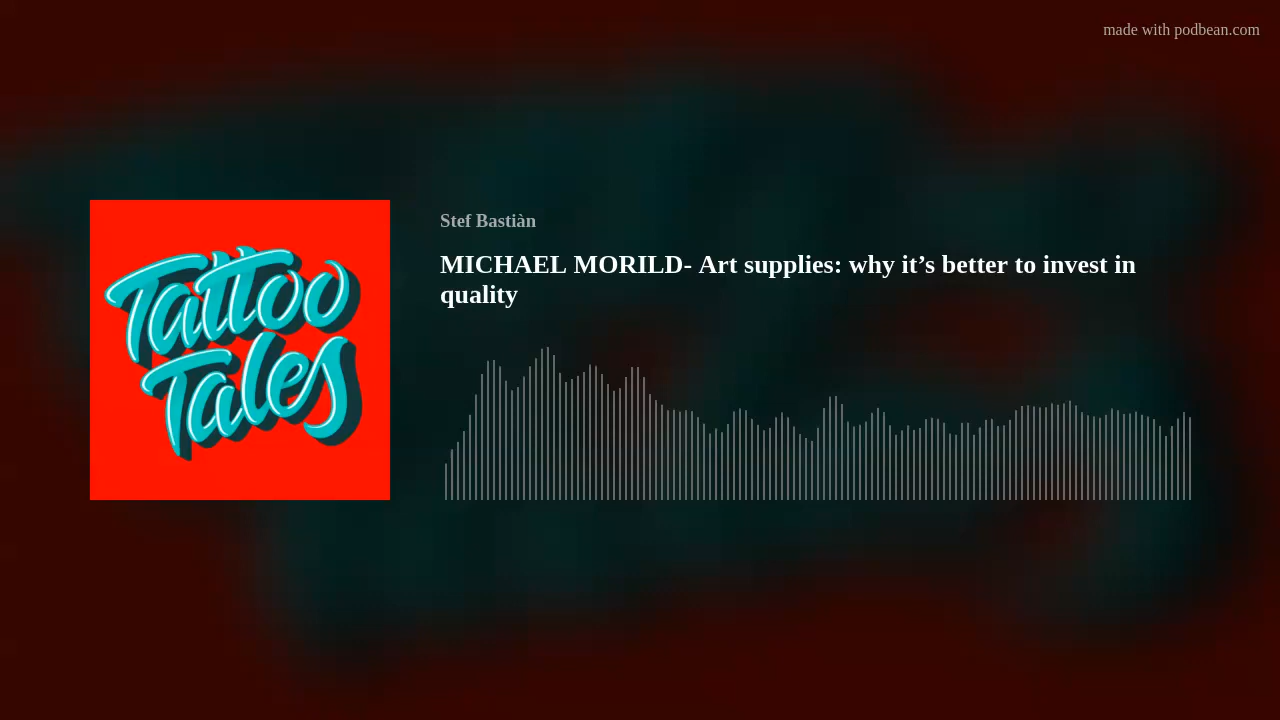 made with podbean.com
Tattoo
Tales
Stef Bastiàn
MICHAEL MORILD- Art supplies: why it’s better to invest in
quality